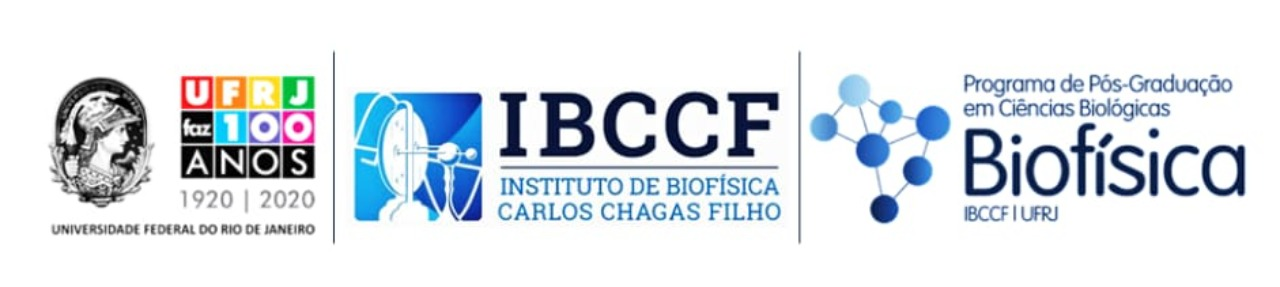 UFRJ
faz 100
ANOS
1920 | 2020
UNIVERSIDADE FEDERAL DO RIO DE JANEIRO
IBCCF
INSTITUTO DE BIOFÍSICA
CARLOS CHAGAS FILHO
Programa de Pós-Graduação
em Ciências Biológicas
Biofísica
IBCCF | UFRJ